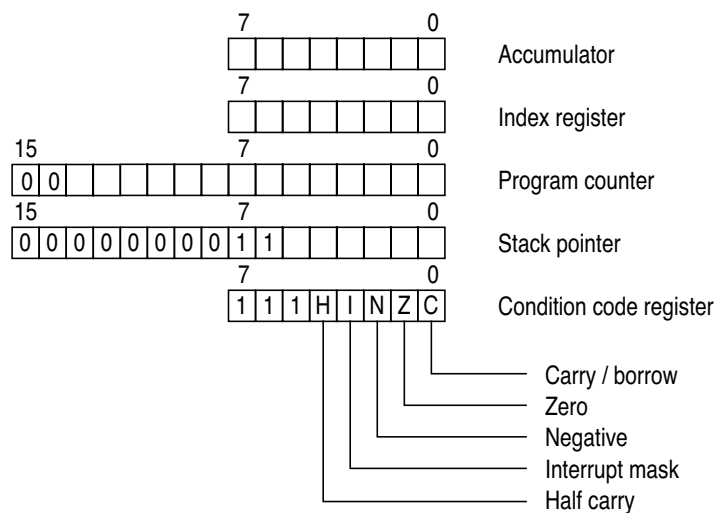 7 0
Accumulator
7 0
Index register
15 7 0
0 0 Program counter
15 7 0
0 0 0 0 0 0 0 0 1 1 Stack pointer
7 0
1 1 1 H I N Z C Condition code register
Carry / borrow
Zero
Negative
Interrupt mask
Half carry